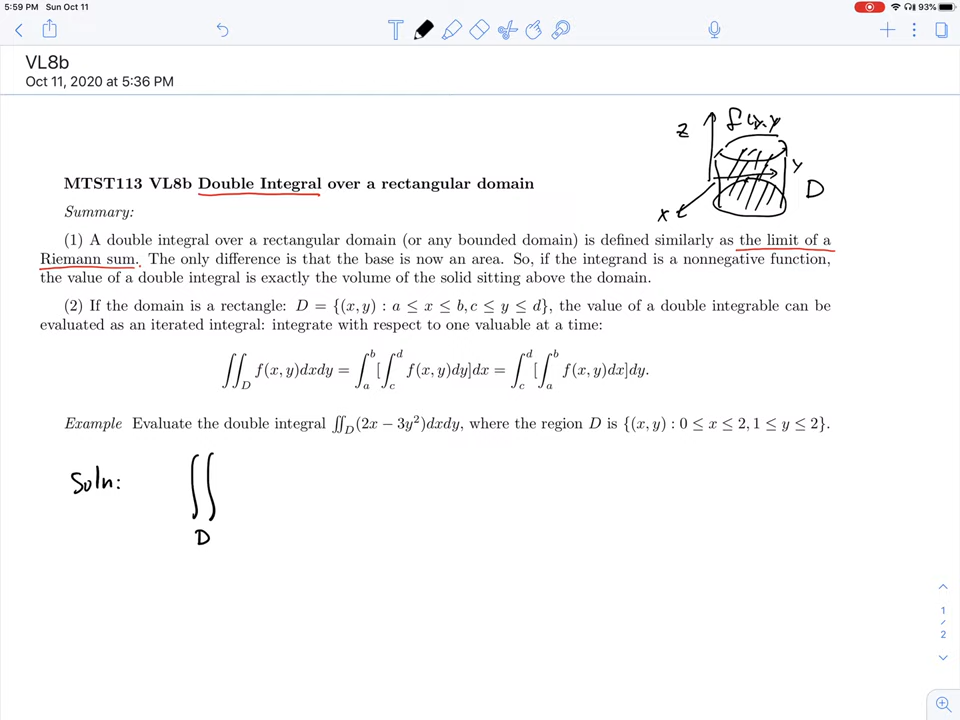 5:59 PM Sun Oct 11
93%
VL8b
Oct 11, 2020 at 5:36 PM
z f(x,y)
y
D
x
MTST113 VL8b Double Integral over a rectangular domain
Summary:
(1) A double integral over a rectangular domain (or any bounded domain) is defined similarly as the limit of a
Riemann sum. The only difference is that the base is now an area. So, if the integrand is a nonnegative function,
the value of a double integral is exactly the volume of the solid sitting above the domain.
(2) If the domain is a rectangle: D = {(x, y) : a ≤ x ≤ b, c ≤ y ≤ d}, the value of a double integrable can be
evaluated as an iterated integral: integrate with respect to one valuable at a time:
∬_D f(x, y)dxdy = ∫_a^b [∫_c^d f(x, y)dy]dx = ∫_c^d [∫_a^b f(x, y)dx]dy.
Example Evaluate the double integral ∬_D (2x − 3y²)dxdy, where the region D is {(x, y) : 0 ≤ x ≤ 2, 1 ≤ y ≤ 2}.
Soln: ∬
D
1
/
2